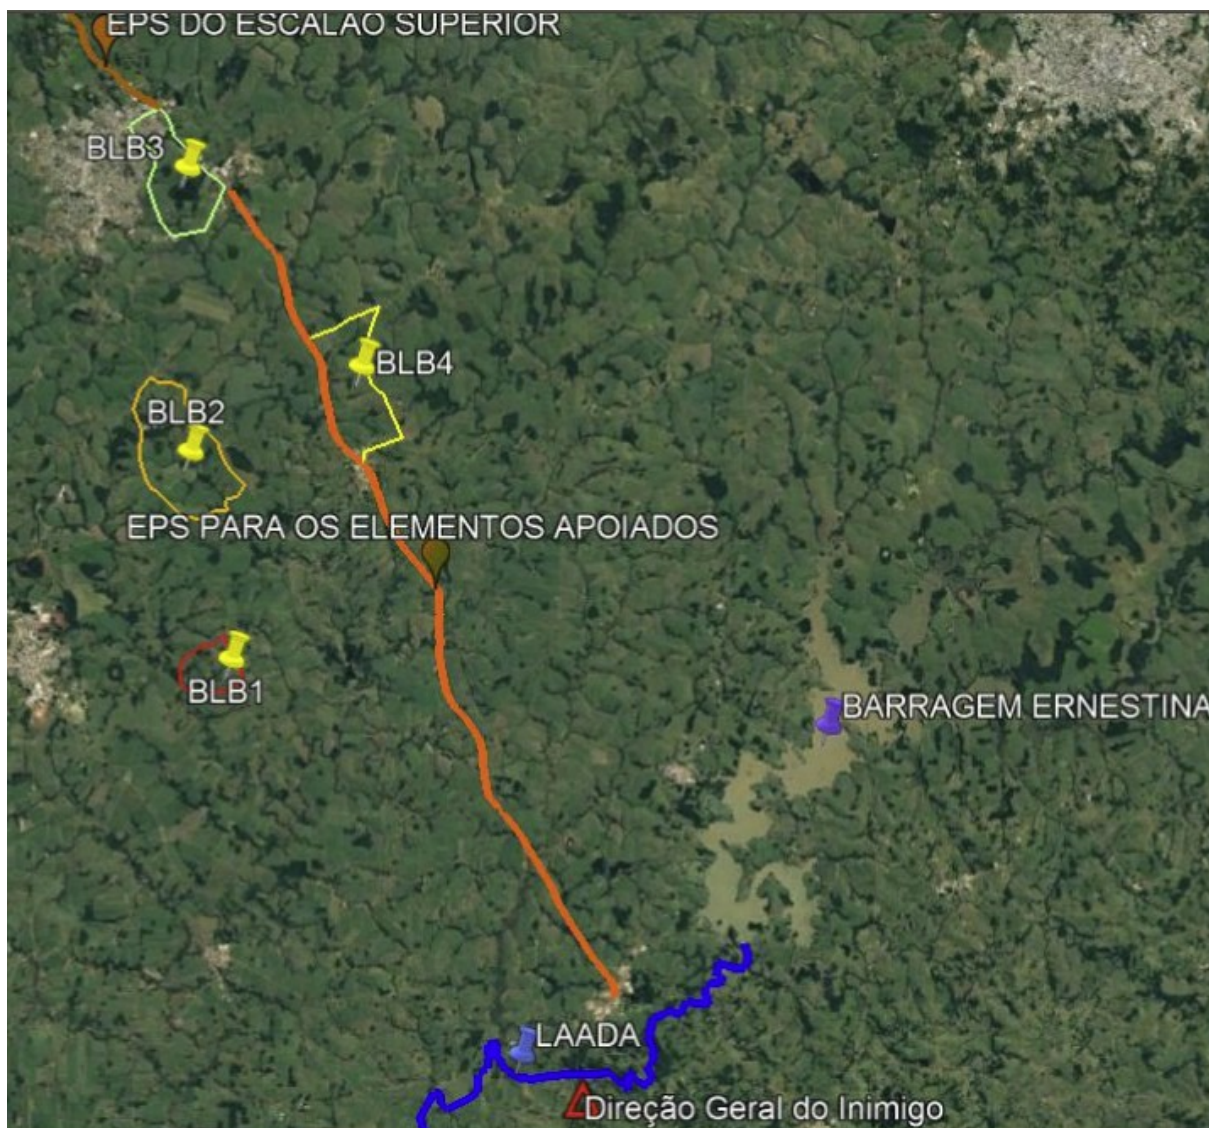 EPS DO ESCALAO SUPERIOR
BLB3
BLB4
BLB2
EPS PARA OS ELEMENTOS APOIADOS
BLB1
BARRAGEM ERNESTINA
LAADA
Direção Geral do Inimigo